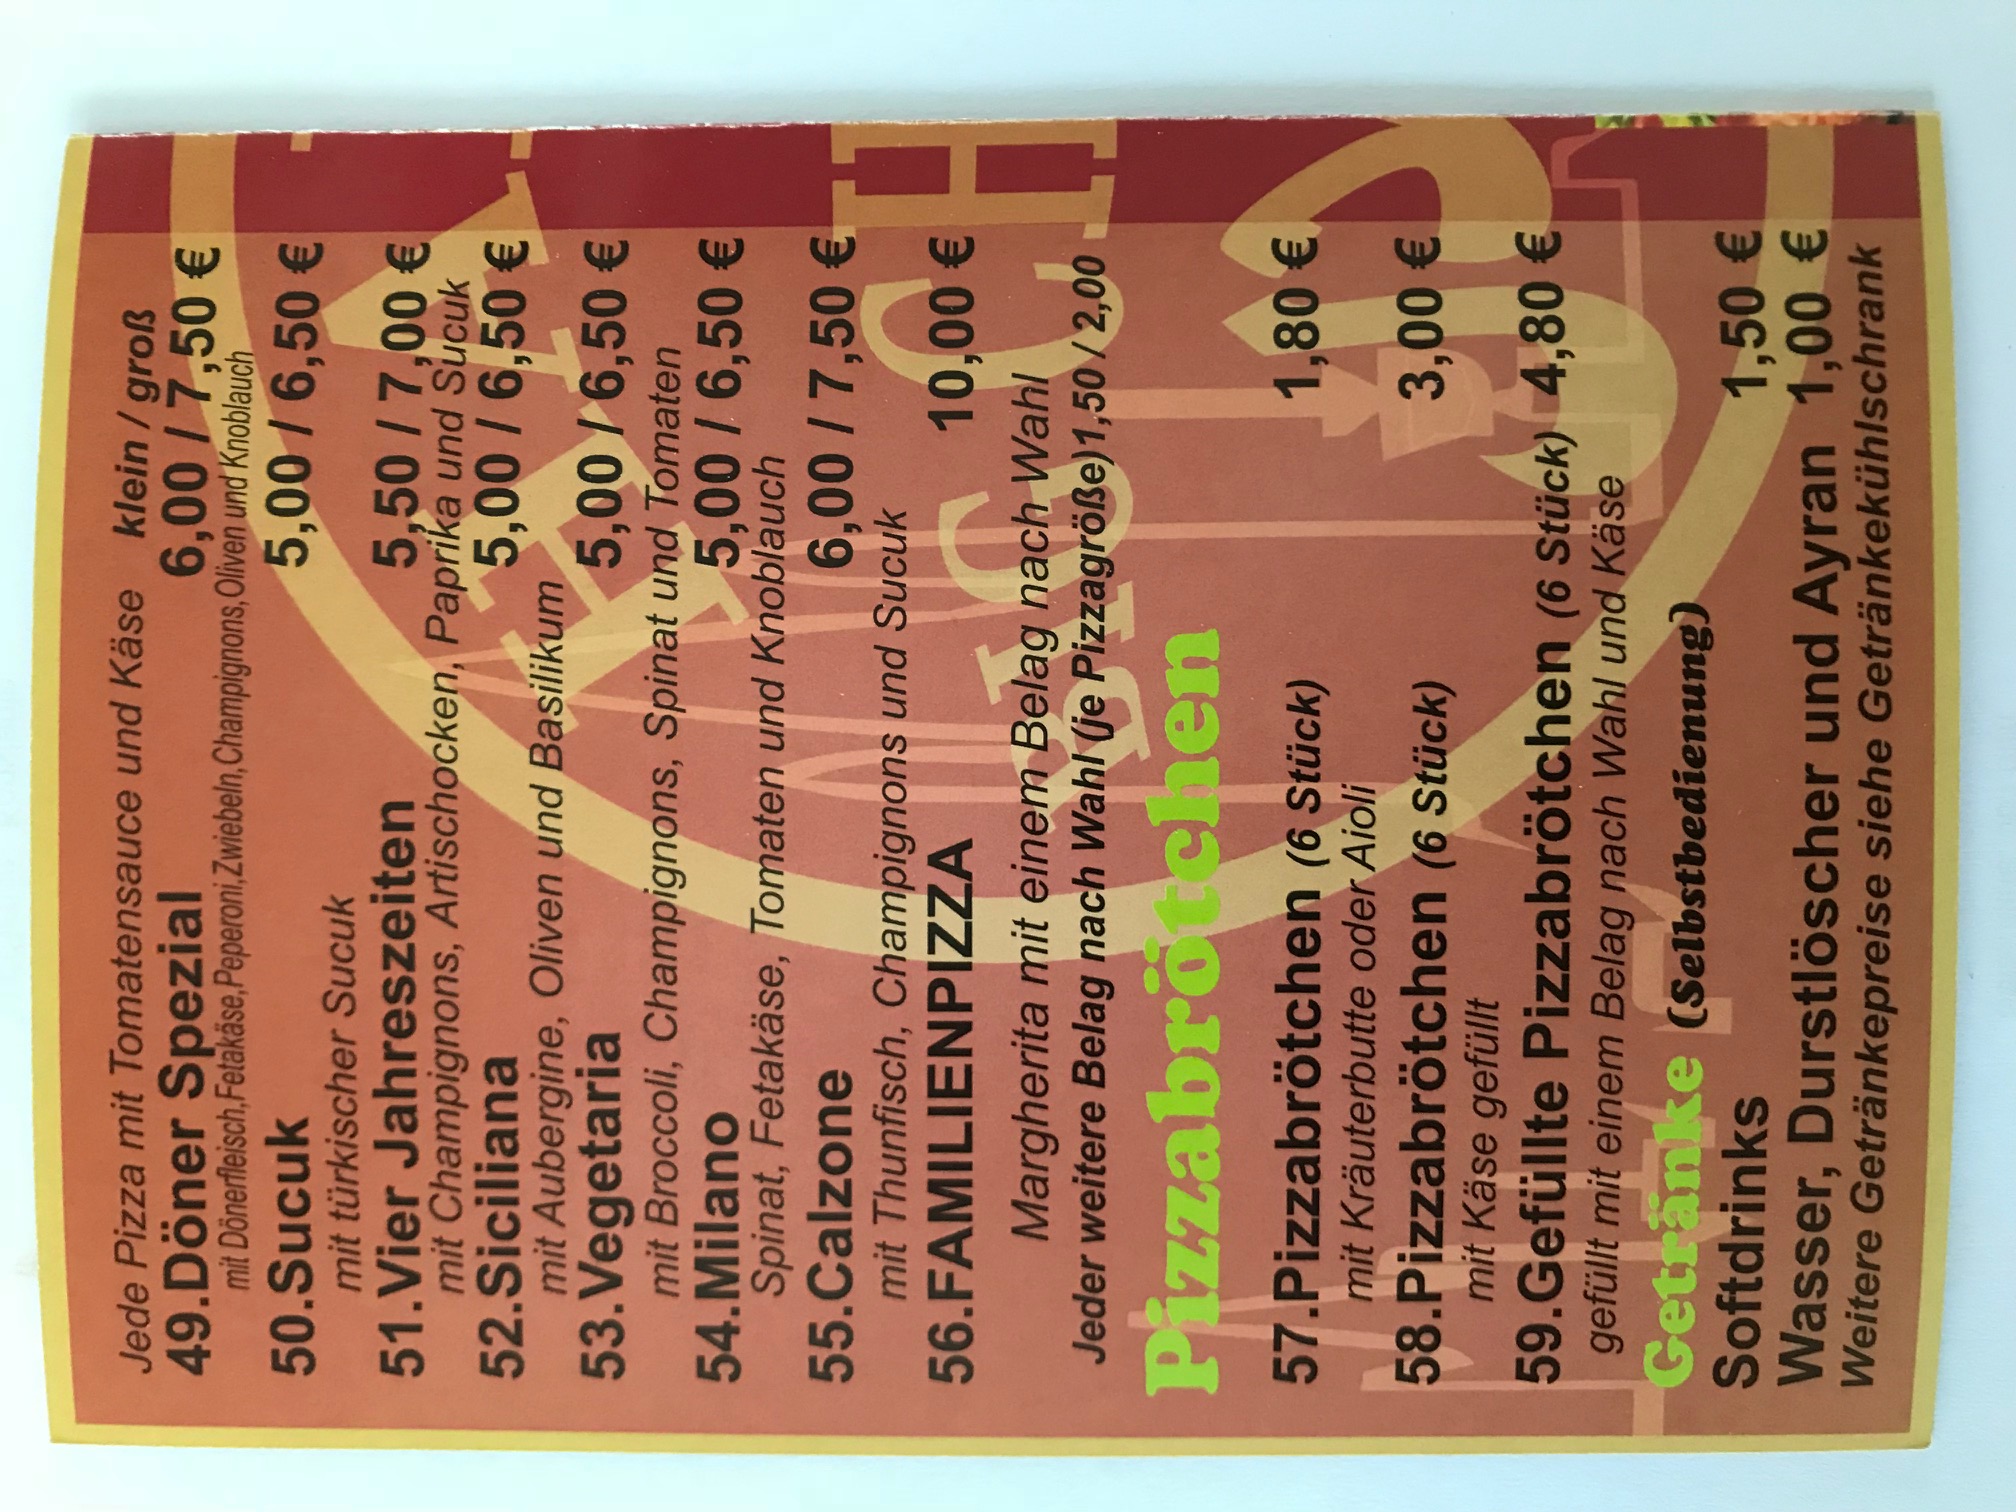 Jede Pizza mit Tomatensauce und Käse klein / groß
49.Döner Spezial 6,00 / 7,50 €
mit Dönerfleisch,Fetakäse,Peperoni,Zwiebeln,Champignons,Oliven und Knoblauch
50.Sucuk 5,00 / 6,50 €
mit türkischer Sucuk
51.Vier Jahreszeiten 5,50 / 7,00 €
mit Champignons, Artischocken, Paprika und Sucuk
52.Siciliana 5,00 / 6,50 €
mit Aubergine, Oliven und Basilikum
53.Vegetaria 5,00 / 6,50 €
mit Broccoli, Champignons, Spinat und Tomaten
54.Milano 5,00 / 6,50 €
Spinat, Fetakäse, Tomaten und Knoblauch
55.Calzone 6,00 / 7,50 €
mit Thunfisch, Champignons und Sucuk
56.FAMILIENPIZZA 10,00 €
Margherita mit einem Belag nach Wahl
Jeder weitere Belag nach Wahl (je Pizzagröße)1,50 / 2,00
Pizzabrötchen
57.Pizzabrötchen (6 Stück) 1,80 €
mit Kräuterbutte oder Aioli
58.Pizzabrötchen (6 Stück) 3,00 €
mit Käse gefüllt
59.Gefüllte Pizzabrötchen (6 Stück) 4,80 €
gefüllt mit einem Belag nach Wahl und Käse
Getränke (Selbstbedienung)
Softdrinks 1,50 €
Wasser, Durstlöscher und Ayran 1,00 €
Weitere Getränkepreise siehe Getränkekühlschrank